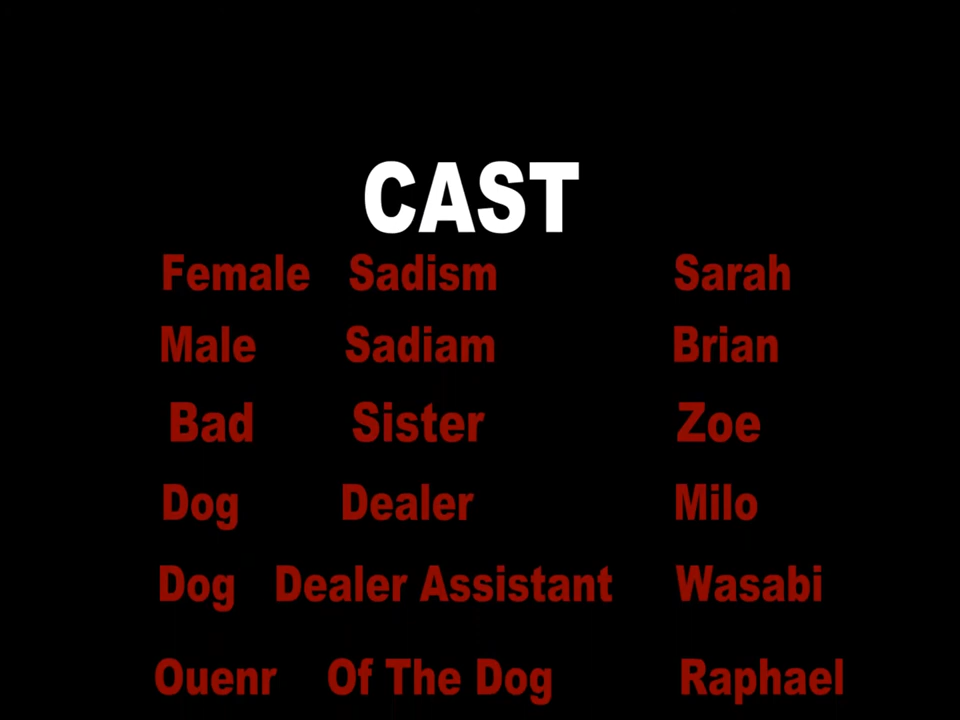 CAST
Female Sadism Sarah
Male Sadiam Brian
Bad Sister Zoe
Dog Dealer Milo
Dog Dealer Assistant Wasabi
Ouenr Of The Dog Raphael